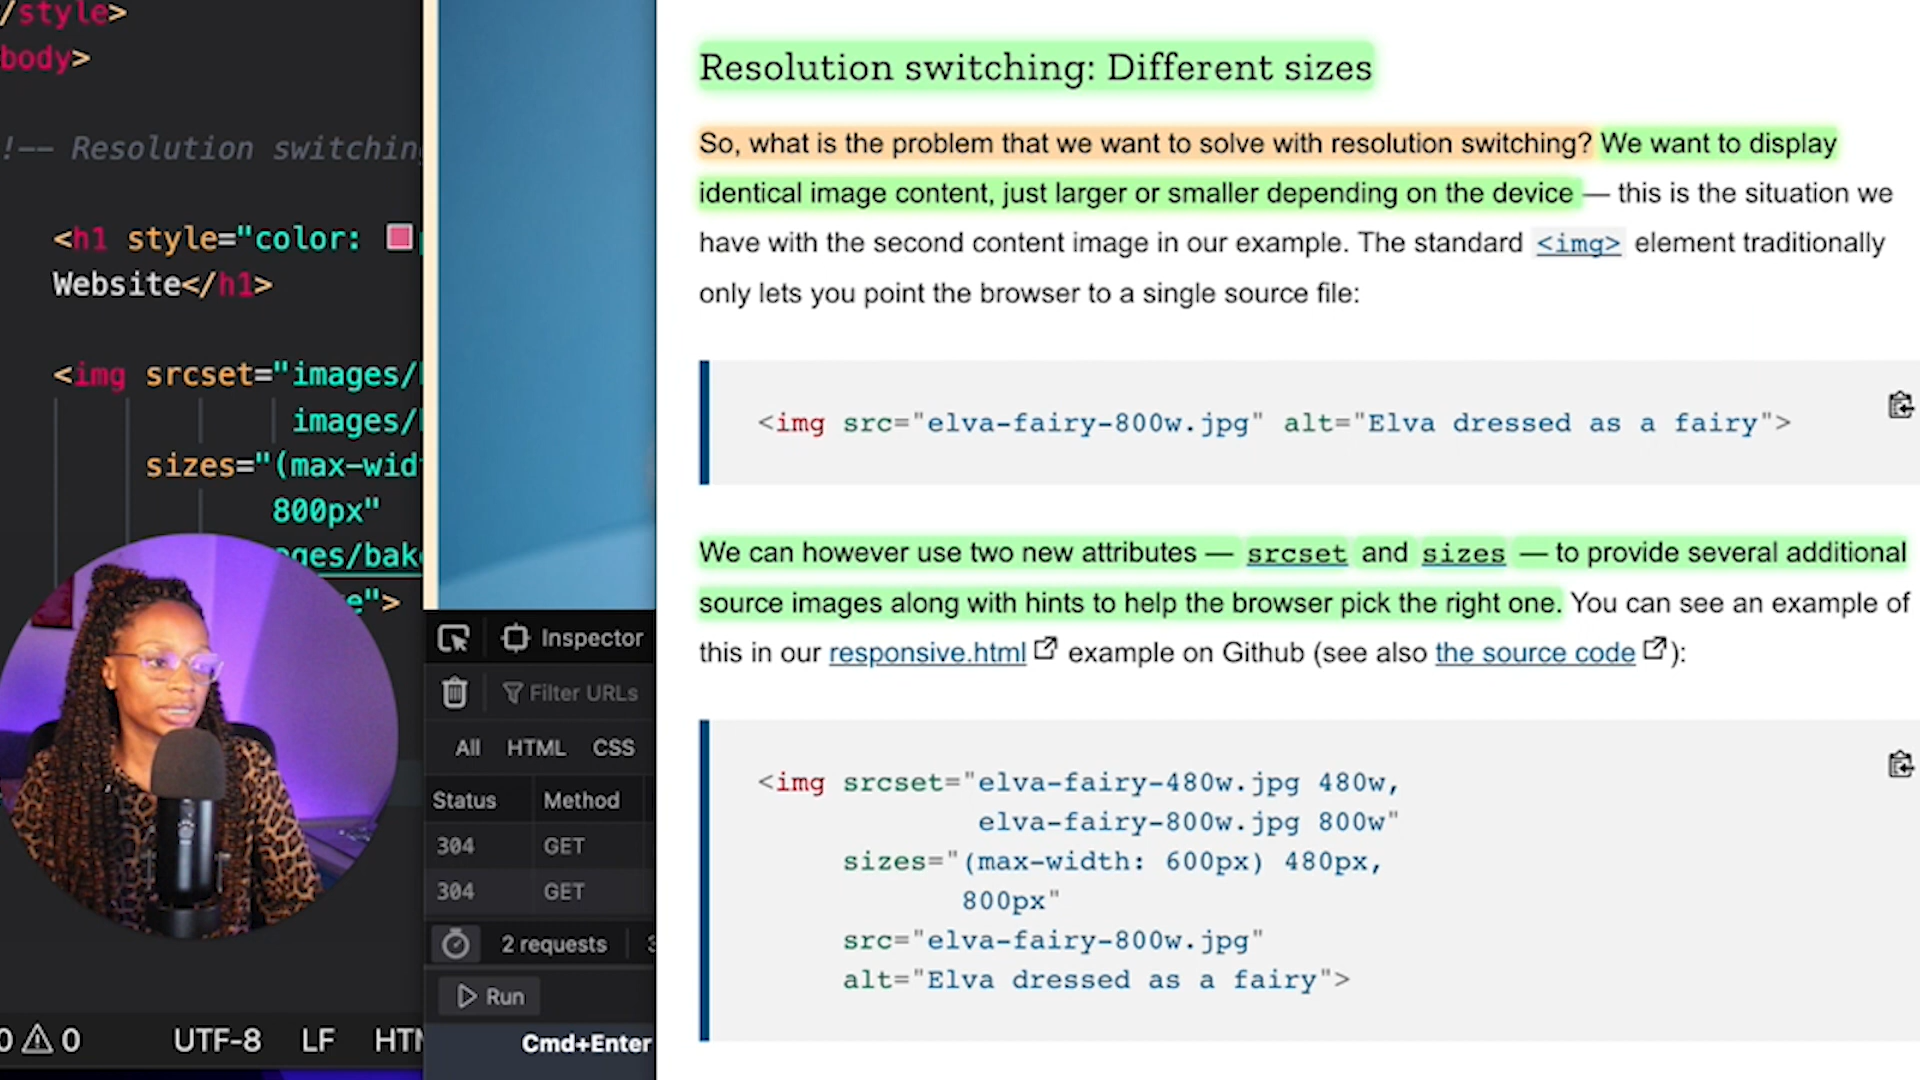 /style>
body>
!-- Resolution switching
<h1 style="color:
Website</h1>
<img srcset="images/
images/
sizes="(max-wid
800px"
ages/bak
e">
0 0 UTF-8 LF HTM
Inspector
Filter URLs
All HTML CSS
Status Method
304 GET
304 GET
2 requests
Run
Cmd+Enter
Resolution switching: Different sizes
So, what is the problem that we want to solve with resolution switching? We want to display
identical image content, just larger or smaller depending on the device — this is the situation we
have with the second content image in our example. The standard <img> element traditionally
only lets you point the browser to a single source file:
<img src="elva-fairy-800w.jpg" alt="Elva dressed as a fairy">
We can however use two new attributes — srcset and sizes — to provide several additional
source images along with hints to help the browser pick the right one. You can see an example of
this in our responsive.html example on Github (see also the source code ):
<img srcset="elva-fairy-480w.jpg 480w,
elva-fairy-800w.jpg 800w"
sizes="(max-width: 600px) 480px,
800px"
src="elva-fairy-800w.jpg"
alt="Elva dressed as a fairy">